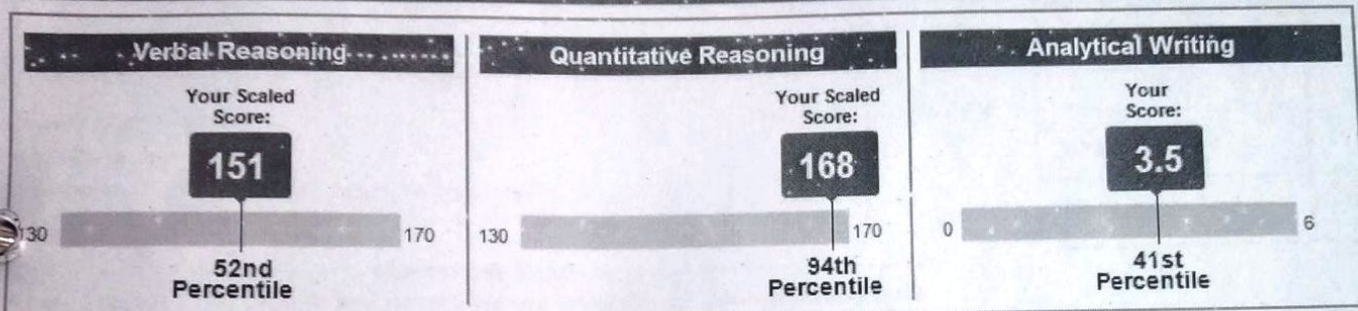 Verbal Reasoning
Your Scaled
Score:
151
130
170
52nd
Percentile
Quantitative Reasoning
Your Scaled
Score:
168
130
170
94th
Percentile
Analytical Writing
Your
Score:
3.5
0
6
41st
Percentile